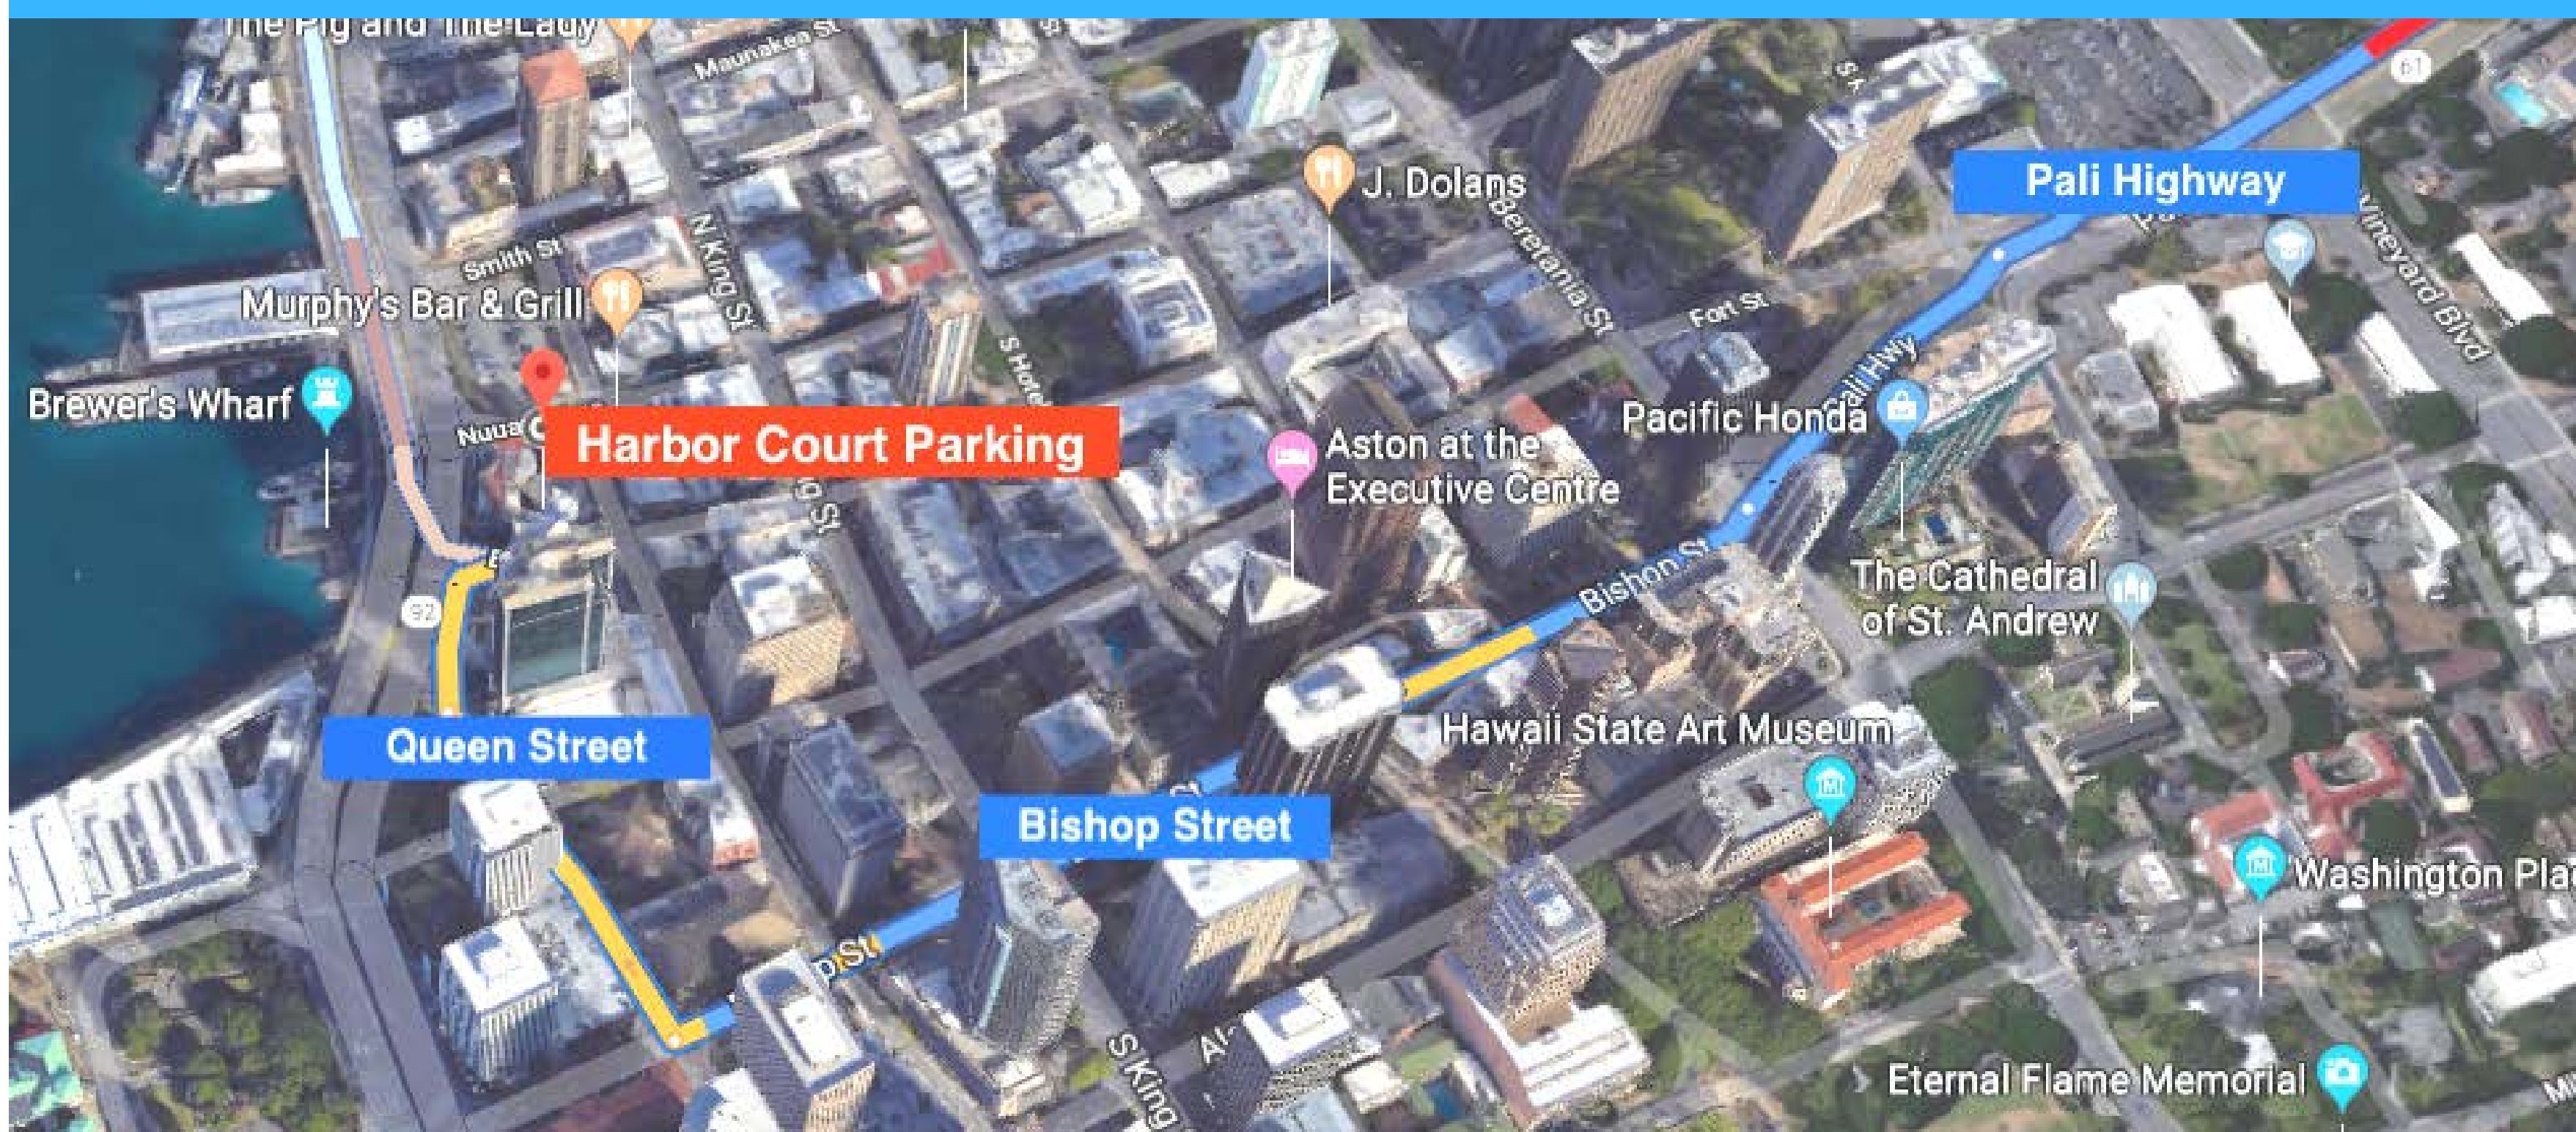 The Pig and The Lady
Maunakea St
61
J. Dolans
Pali Highway
N King St
Beretania St
Vineyard Blvd
Smith St
Murphy's Bar & Grill
Fort St
S Hotel
Pali Hwy
Brewer's Wharf
Pacific Honda
Harbor Court Parking
Aston at the
Executive Centre
Bishop St
The Cathedral
of St. Andrew
92
Queen Street
Hawaii State Art Museum
Bishop Street
Washington Pla
S King
Eternal Flame Memorial